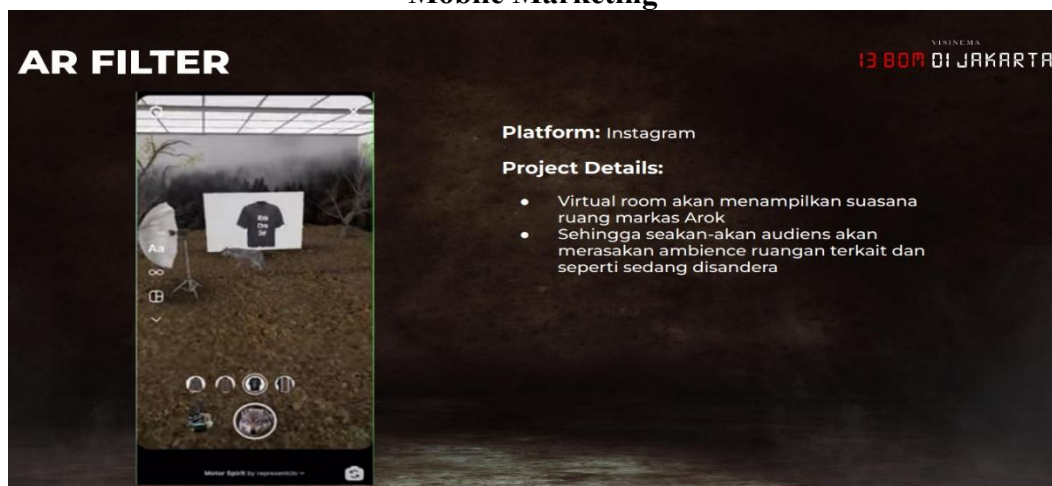 Mobile Marketing
AR FILTER
VISINEMA
13 BOM DI JAKARTA
Platform: Instagram
Project Details:
● Virtual room akan menampilkan suasana
ruang markas Arok
● Sehingga seakan-akan audiens akan
merasakan ambience ruangan terkait dan
seperti sedang disandera
Aa
Motor Spirit by representclo